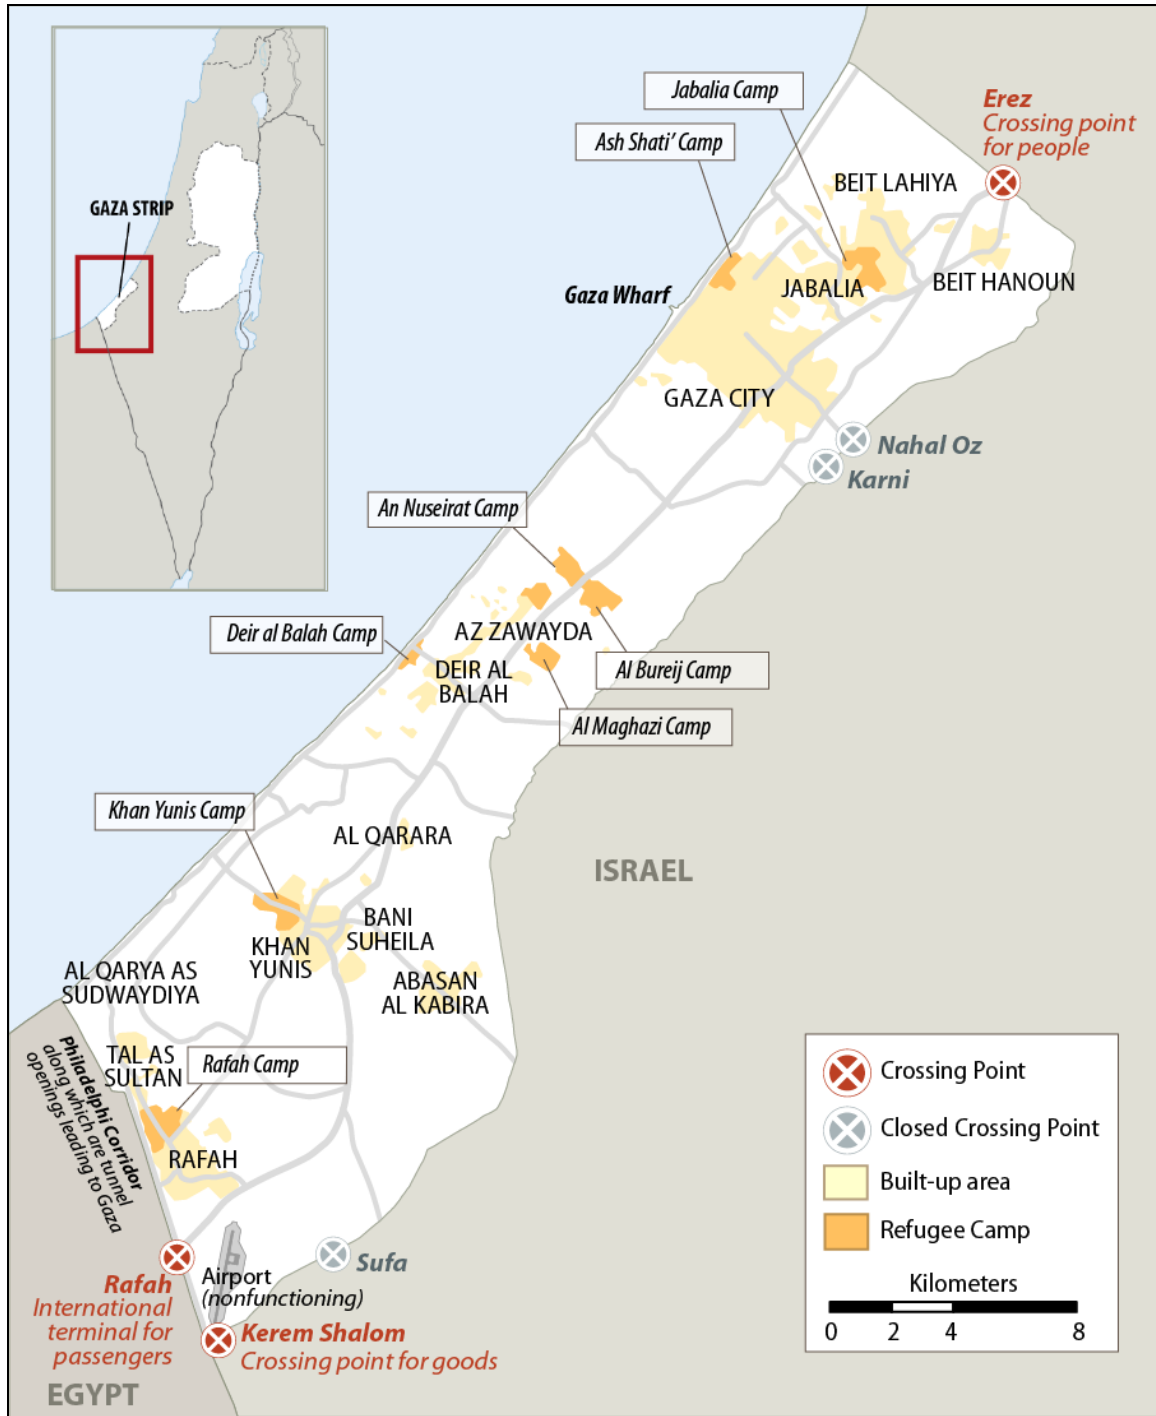 Jabalia Camp
Ash Shati' Camp
Erez
Crossing point
for people
BEIT LAHIYA
GAZA STRIP
JABALIA
BEIT HANOUN
Gaza Wharf
GAZA CITY
Nahal Oz
Karni
An Nuseirat Camp
Deir al Balah Camp
AZ ZAWAYDA
DEIR AL
BALAH
Al Bureij Camp
Al Maghazi Camp
Khan Yunis Camp
AL QARARA
ISRAEL
BANI
SUHEILA
KHAN
YUNIS
ABASAN
AL KABIRA
AL QARYA AS
SUDWAYDIYA
TAL AS
SULTAN
Rafah Camp
Philadelphi Corridor
along which are tunnel
openings leading to Gaza
RAFAH
Sufa
Rafah
International
terminal for
passengers
Airport
(nonfunctioning)
Kerem Shalom
Crossing point for goods
EGYPT
Crossing Point
Closed Crossing Point
Built-up area
Refugee Camp
Kilometers
0 2 4 8